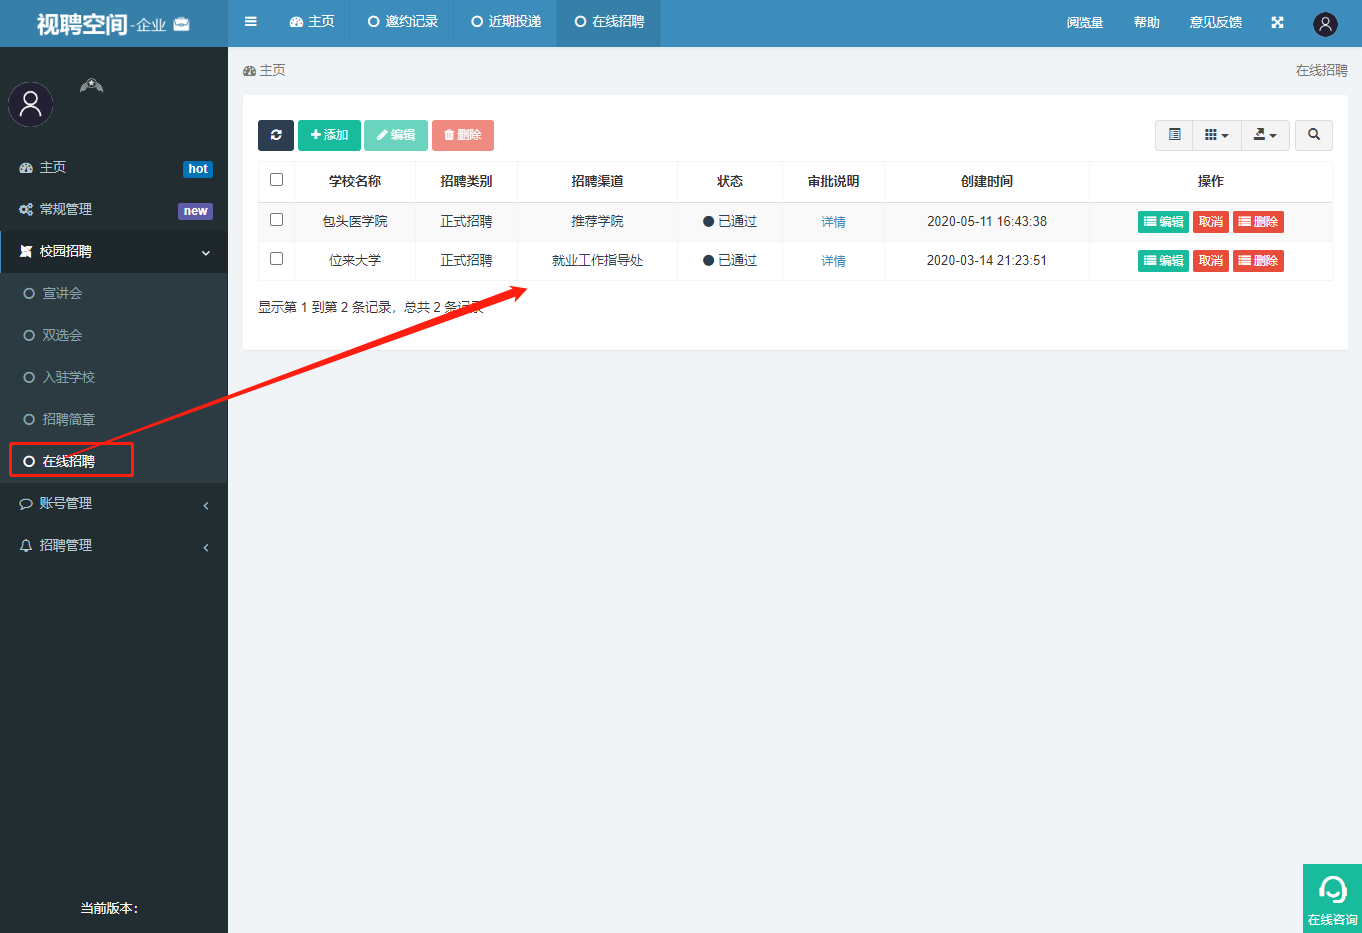 视聘空间-企业
主页
邀约记录
近期投递
在线招聘
阅览量
帮助
意见反馈
主页
在线招聘
主页 hot
常规管理 new
校园招聘
宣讲会
双选会
入驻学校
招聘简章
在线招聘
账号管理
招聘管理
当前版本:
添加 编辑 删除
学校名称 招聘类别 招聘渠道 状态 审批说明 创建时间 操作
包头医学院 正式招聘 推荐学院 已通过 详情 2020-05-11 16:43:38 编辑 取消 删除
位来大学 正式招聘 就业工作指导处 已通过 详情 2020-03-14 21:23:51 编辑 取消 删除
显示第 1 到第 2 条记录，总共 2 条记录
在线咨询